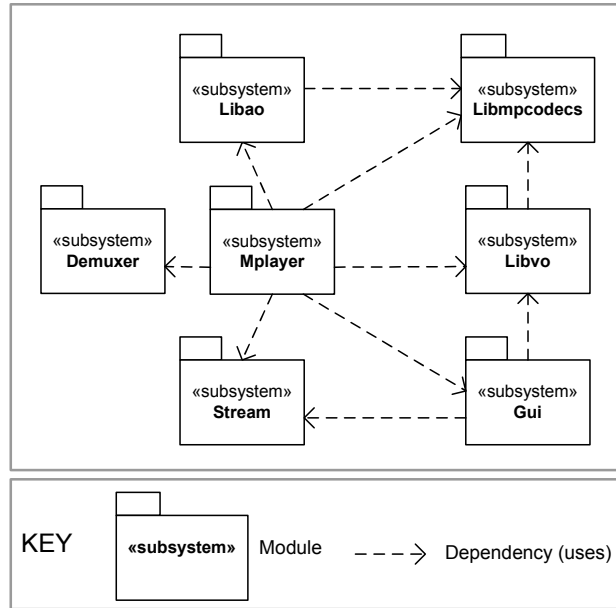 «subsystem»
Libao
«subsystem»
Libmpcodecs
«subsystem»
Demuxer
«subsystem»
Mplayer
«subsystem»
Libvo
«subsystem»
Stream
«subsystem»
Gui
KEY
«subsystem»
Module
Dependency (uses)